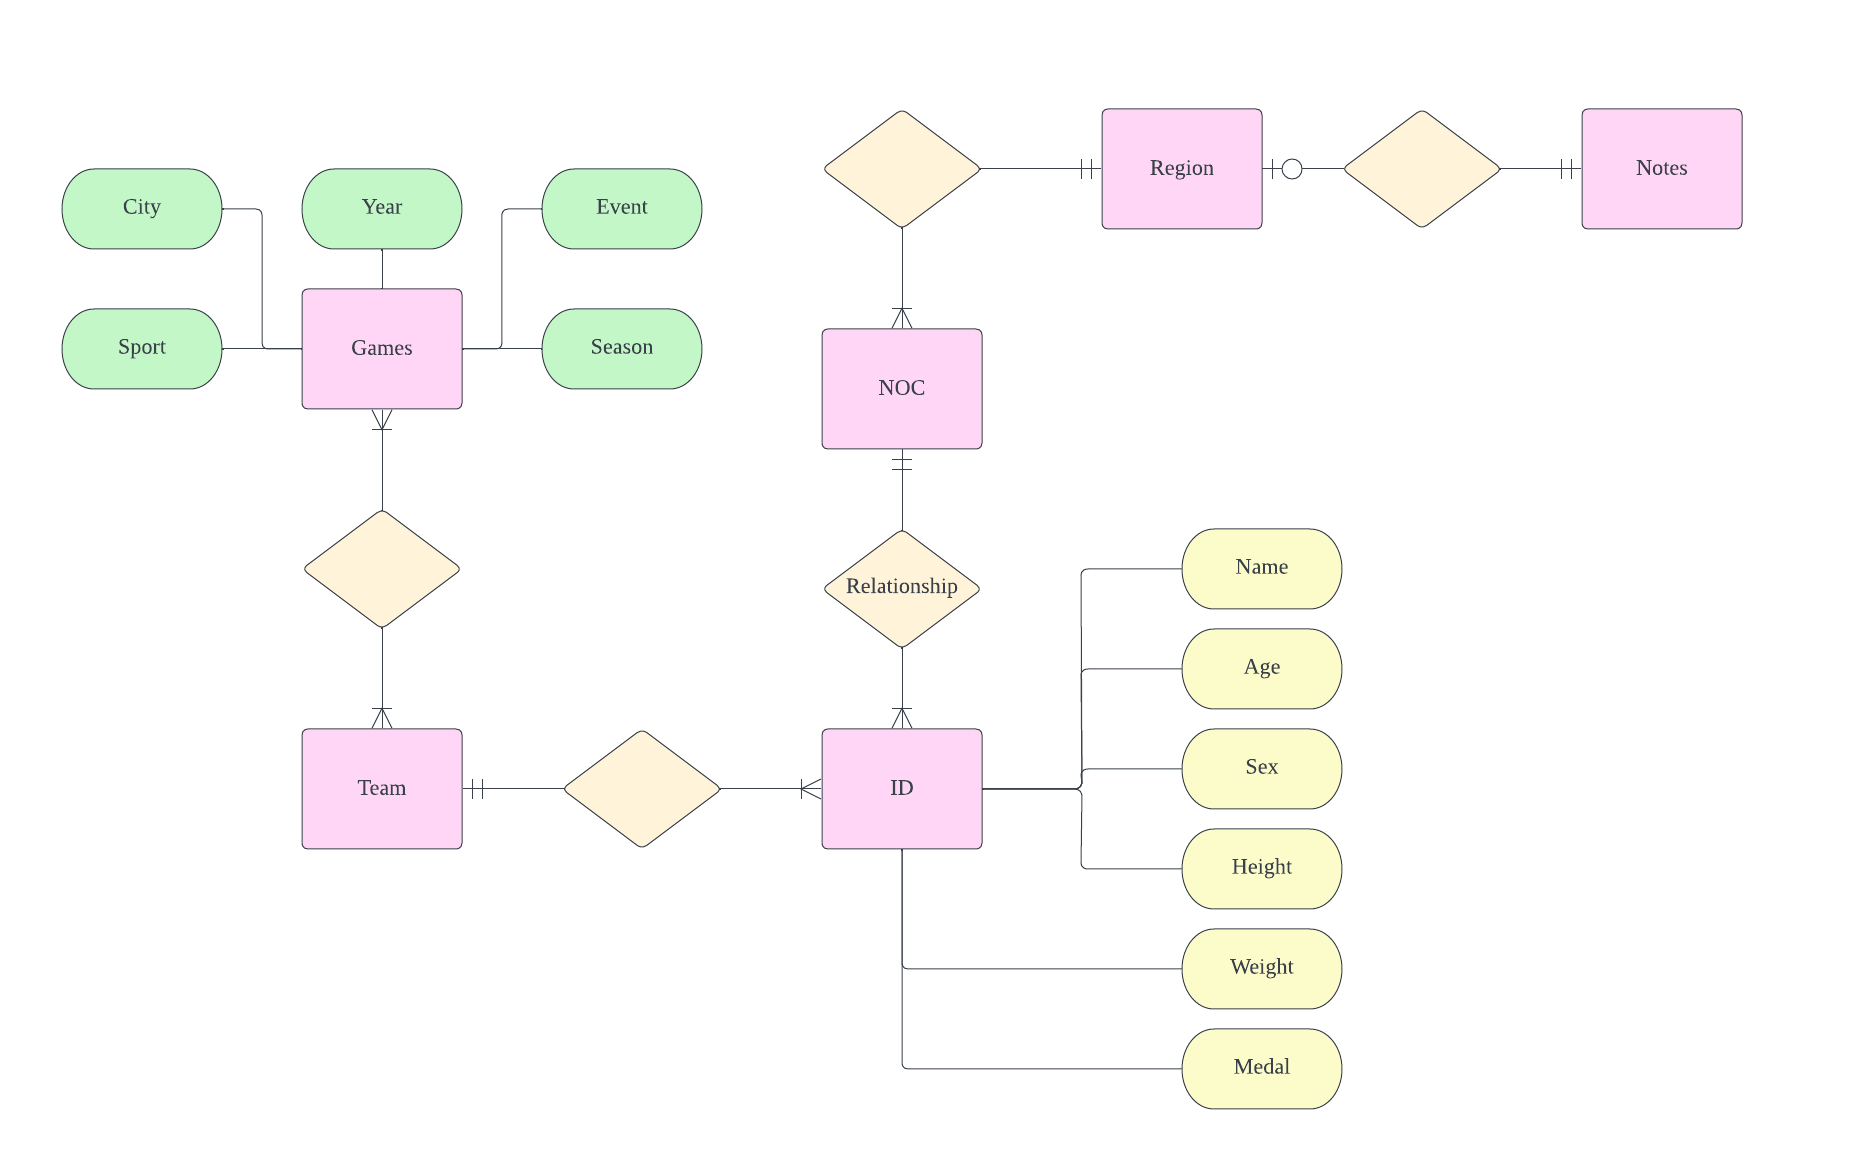 Region
Notes
City
Year
Event
Sport
Games
Season
NOC
Relationship
Name
Age
Sex
Team
ID
Height
Weight
Medal